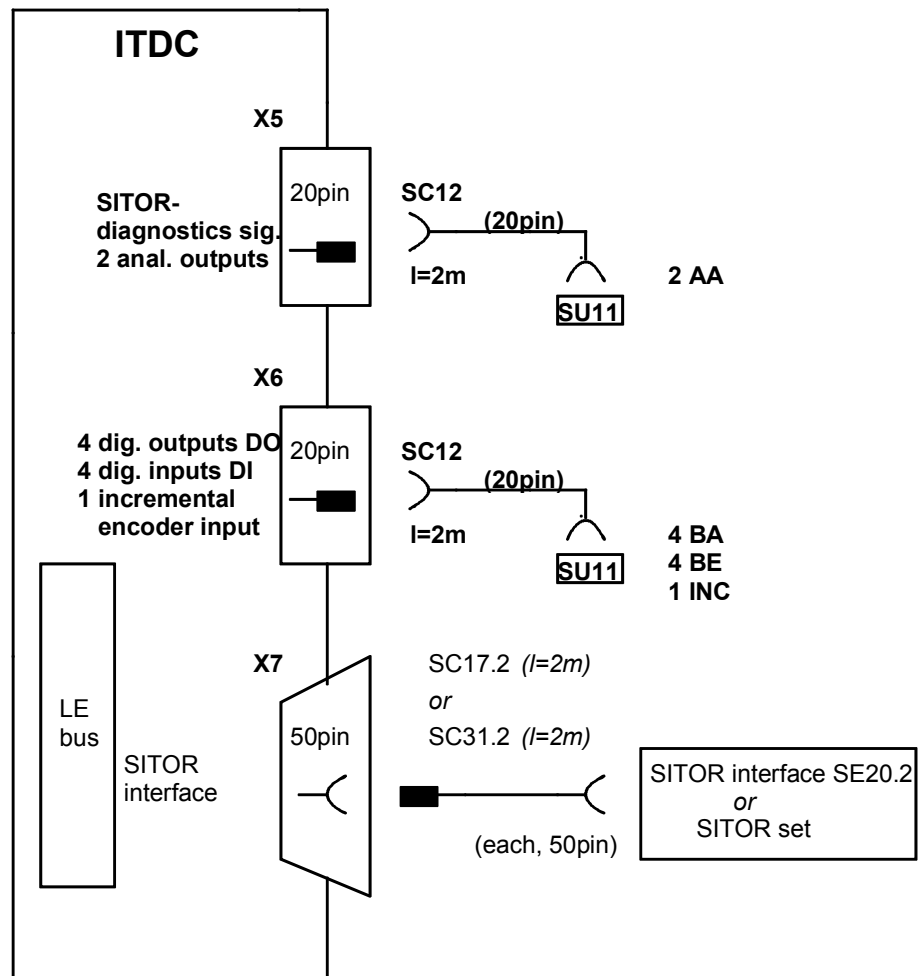 ITDC
X5
20pin
SITOR-
diagnostics sig.
2 anal. outputs
SC12
(20pin)
l=2m
SU11
2 AA
X6
4 dig. outputs DO
4 dig. inputs DI
1 incremental
encoder input
20pin
SC12
(20pin)
l=2m
SU11
4 BA
4 BE
1 INC
X7
LE
bus
SITOR
interface
50pin
SC17.2 (l=2m)
or
SC31.2 (l=2m)
(each, 50pin)
SITOR interface SE20.2
or
SITOR set